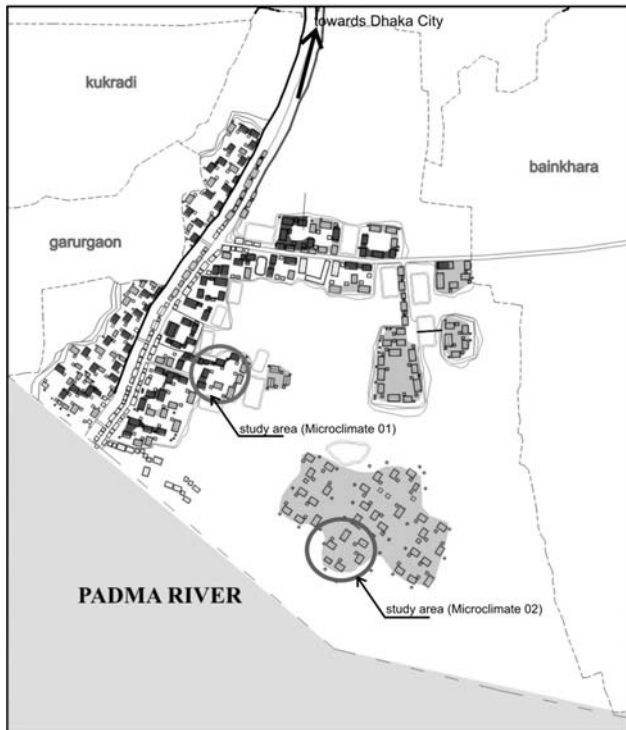 towards Dhaka City
kukradi
bainkhara
garurgaon
study area (Microclimate 01)
PADMA RIVER
study area (Microclimate 02)